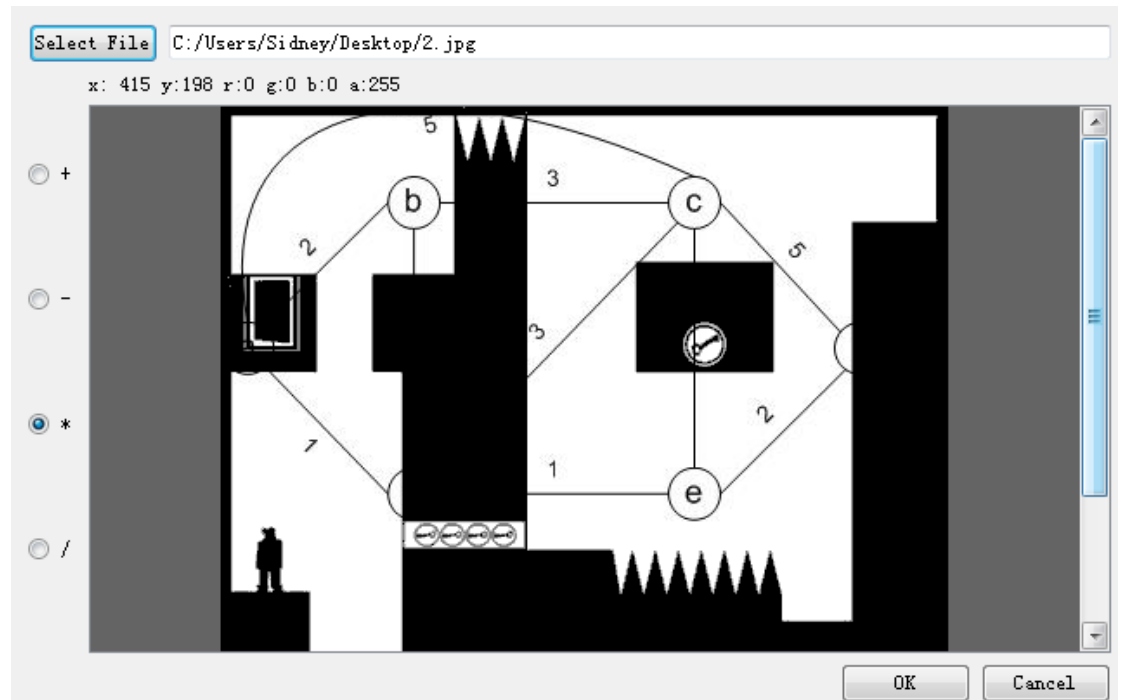 Select File C:/Users/Sidney/Desktop/2.jpg
x: 415 y:198 r:0 g:0 b:0 a:255
+
5
b
3
c
2
5
-
3
*
2
1
1
e
/
OK Cancel